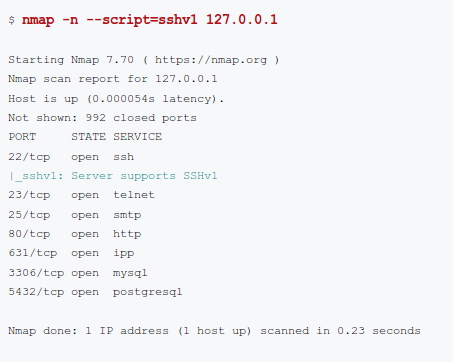 $ nmap -n --script=sshv1 127.0.0.1
Starting Nmap 7.70 ( https://nmap.org )
Nmap scan report for 127.0.0.1
Host is up (0.000054s latency).
Not shown: 992 closed ports
PORT     STATE SERVICE
22/tcp   open  ssh
|_sshv1: Server supports SSHv1
23/tcp   open  telnet
25/tcp   open  smtp
80/tcp   open  http
631/tcp  open  ipp
3306/tcp open  mysql
5432/tcp open  postgresql
Nmap done: 1 IP address (1 host up) scanned in 0.23 seconds